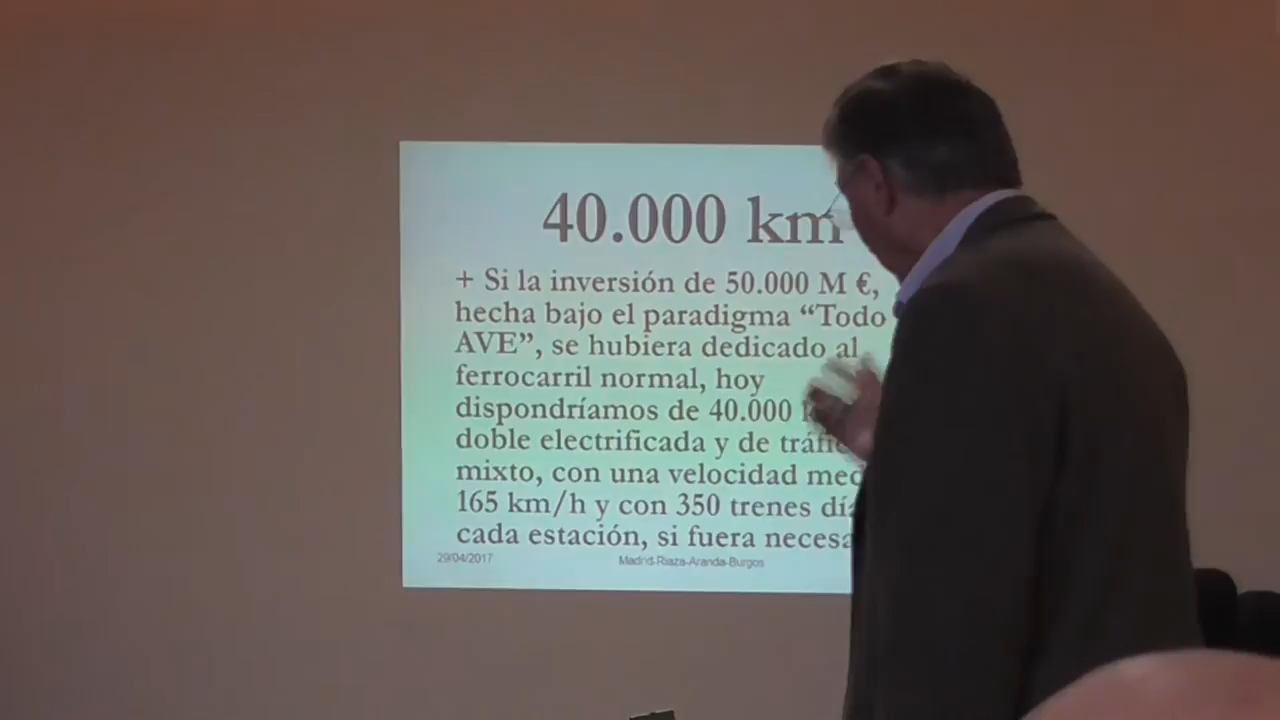 40.000 km
+ Si la inversión de 50.000 M €,
hecha bajo el paradigma “Todo
AVE”, se hubiera dedicado al
ferrocarril normal, hoy
dispondríamos de 40.000
doble electrificada y de
mixto, con una velocidad
165 km/h y con 350 trenes
cada estación, si fuera
29/04/2017
Madrid-Riaza-Aranda-Burgos